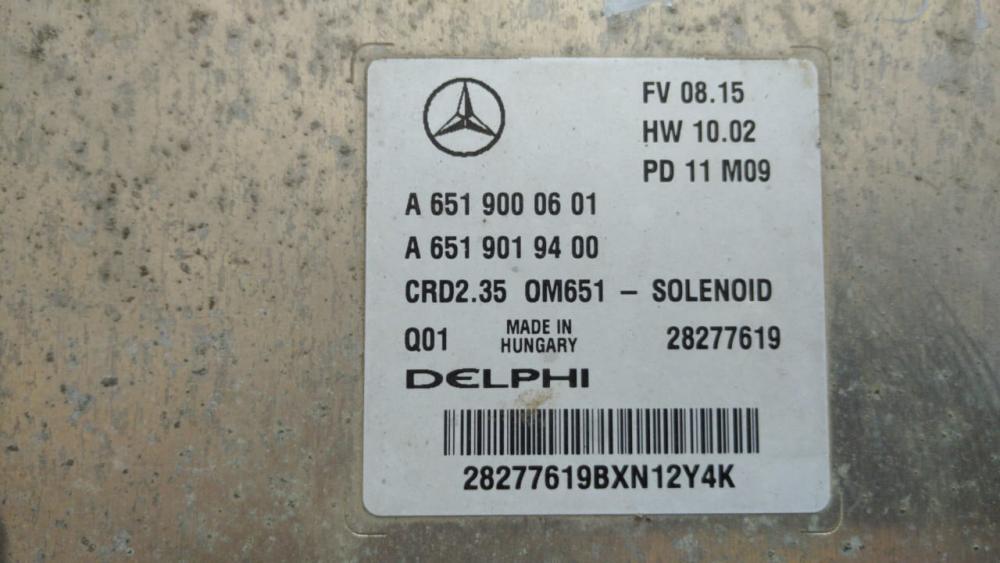 FV 08.15
HW 10.02
PD 11 M09
A 651 900 06 01
A 651 901 94 00
CRD2.35 OM651 – SOLENOID
Q01 MADE IN HUNGARY 28277619
DELPHI
28277619BXN12Y4K